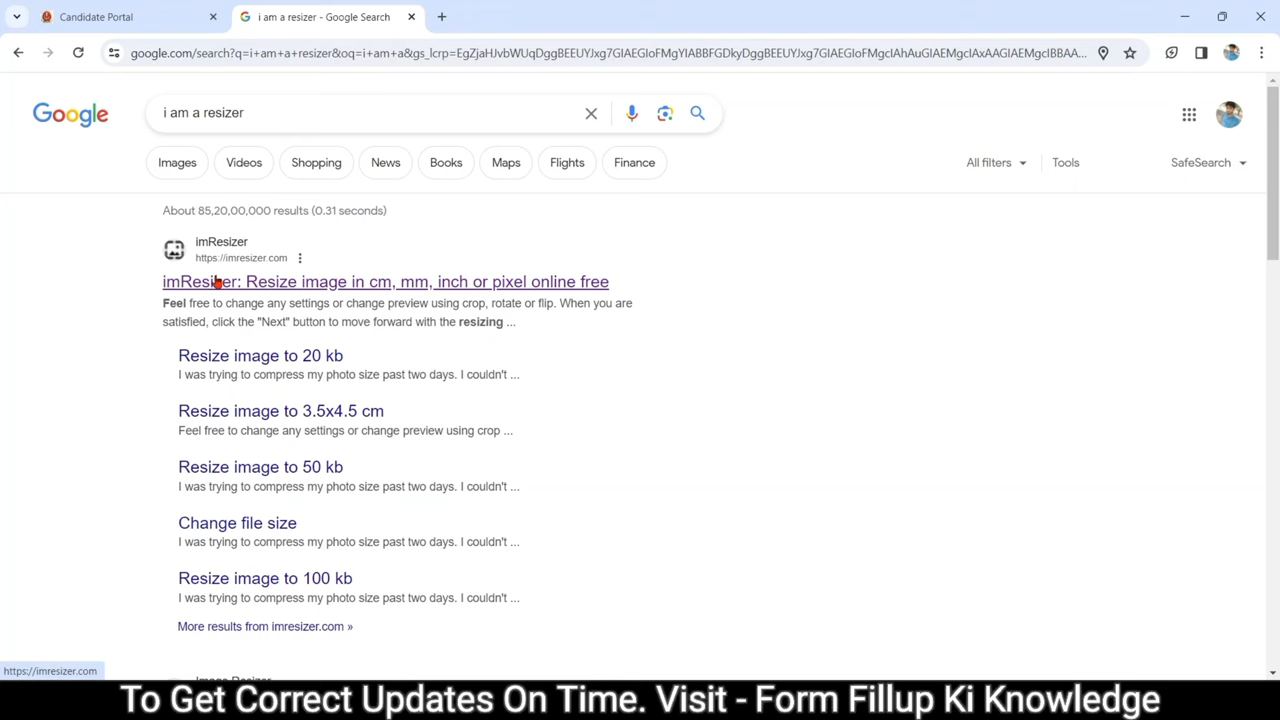 Candidate Portal
i am a resizer - Google Search
google.com/search?q=i+am+a+resizer&oq=i+am+a&gs_lcrp=EgZjaHJvbWUqDggBEEUYJxg7GIAEGIoFMgYIABBFGDkyDggBEEUYJxg7GIAEGIoFMgcIAhAuGIAEMgcIAxAAGIAEMgcIBBAA...
Google
i am a resizer
Images Videos Shopping News Books Maps Flights Finance All filters Tools SafeSearch
About 85,20,00,000 results (0.31 seconds)
imResizer
https://imresizer.com
imResizer: Resize image in cm, mm, inch or pixel online free
Feel free to change any settings or change preview using crop, rotate or flip. When you
are satisfied, click the "Next" button to move forward with the resizing ...
Resize image to 20 kb
I was trying to compress my photo size past two days. I couldn't ...
Resize image to 3.5x4.5 cm
Feel free to change any settings or change preview using crop ...
Resize image to 50 kb
I was trying to compress my photo size past two days. I couldn't ...
Change file size
I was trying to compress my photo size past two days. I couldn't ...
Resize image to 100 kb
I was trying to compress my photo size past two days. I couldn't ...
More results from imresizer.com »
https://imresizer.com
Image Resizer
To Get Correct Updates On Time. Visit - Form Fillup Ki Knowledge